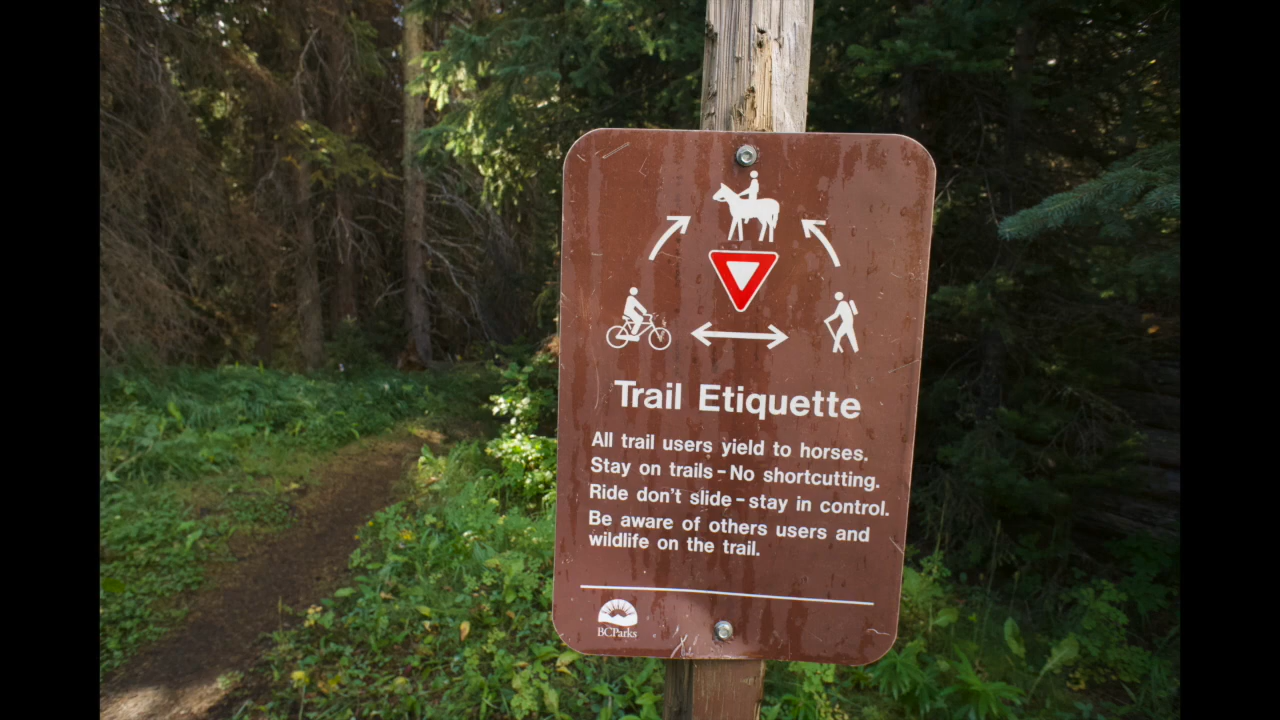 Trail Etiquette
All trail users yield to horses.
Stay on trails - No shortcutting.
Ride don't slide - stay in control.
Be aware of others users and
wildlife on the trail.
BCParks